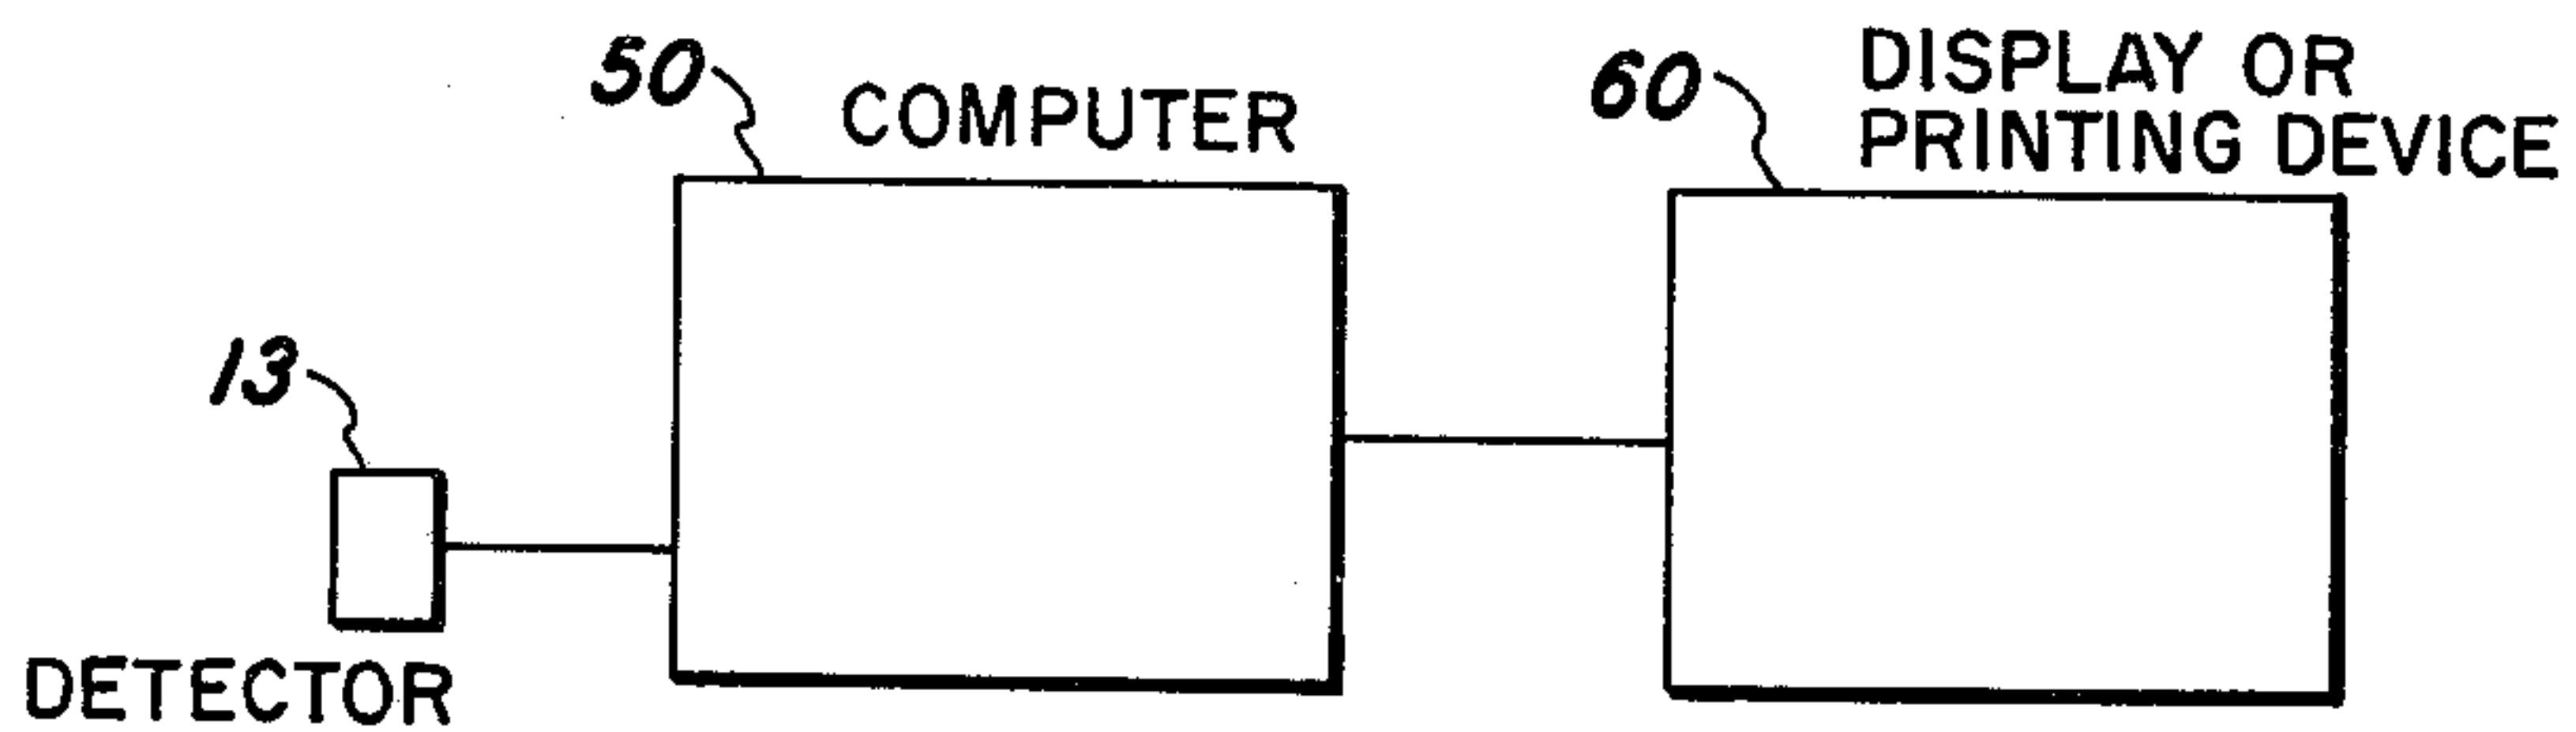 50
COMPUTER
60
DISPLAY OR
PRINTING DEVICE
13
DETECTOR